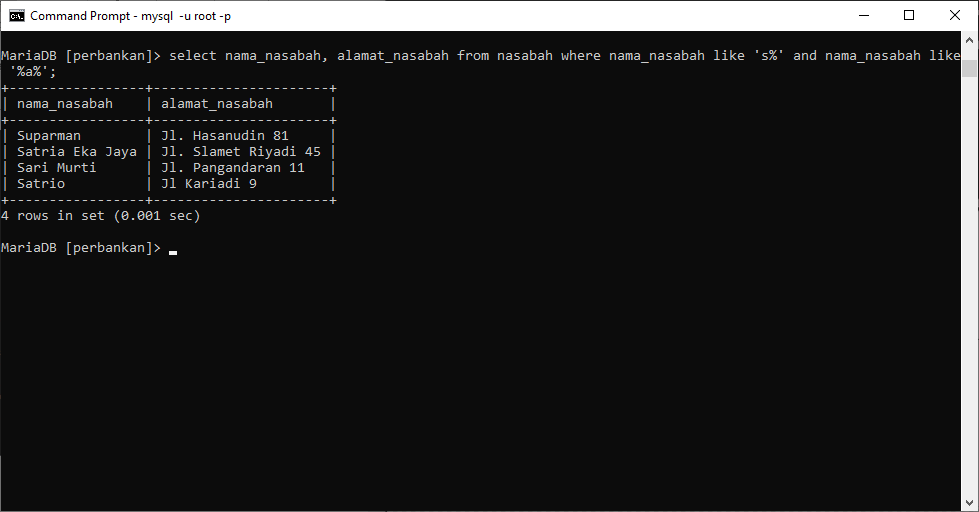 Command Prompt - mysql -u root -p
MariaDB [perbankan]> select nama_nasabah, alamat_nasabah from nasabah where nama_nasabah like 's%' and nama_nasabah like
 '%a%';
+-----------------+----------------------+
| nama_nasabah    | alamat_nasabah       |
+-----------------+----------------------+
| Suparman        | Jl. Hasanudin 81     |
| Satria Eka Jaya | Jl. Slamet Riyadi 45 |
| Sari Murti      | Jl. Pangandaran 11   |
| Satrio          | Jl Kariadi 9         |
+-----------------+----------------------+
4 rows in set (0.001 sec)
MariaDB [perbankan]>